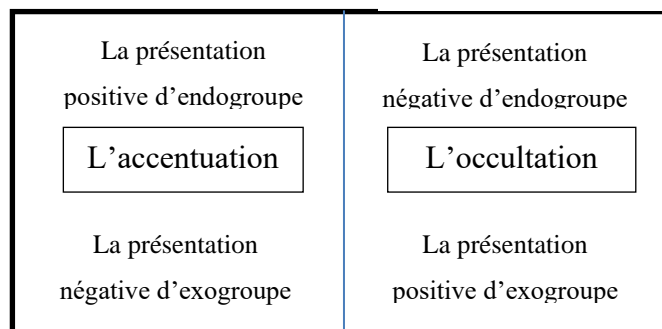 La présentation
positive d'endogroupe
L'accentuation
La présentation
négative d'exogroupe
La présentation
négative d'endogroupe
L'occultation
La présentation
positive d'exogroupe